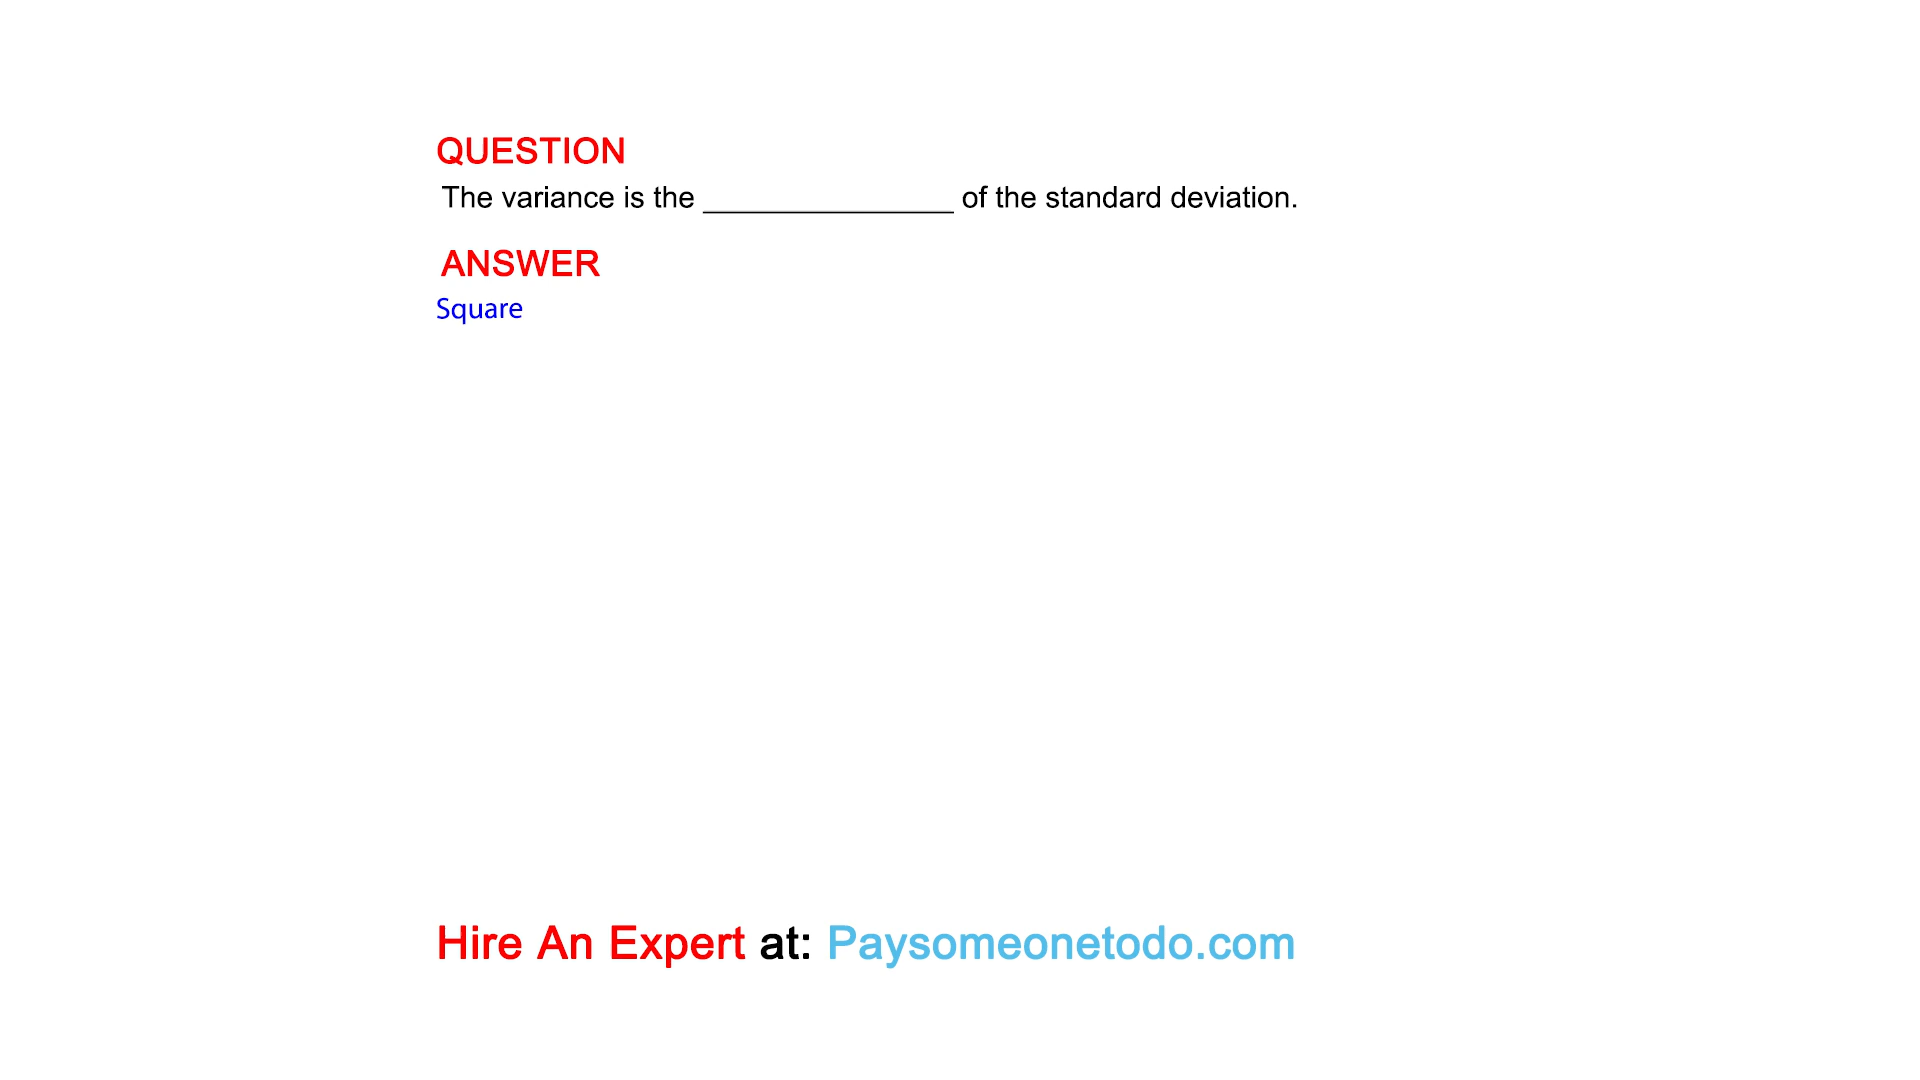 QUESTION
The variance is the _______________ of the standard deviation.
ANSWER
Square
Hire An Expert at: Paysomeonetodo.com